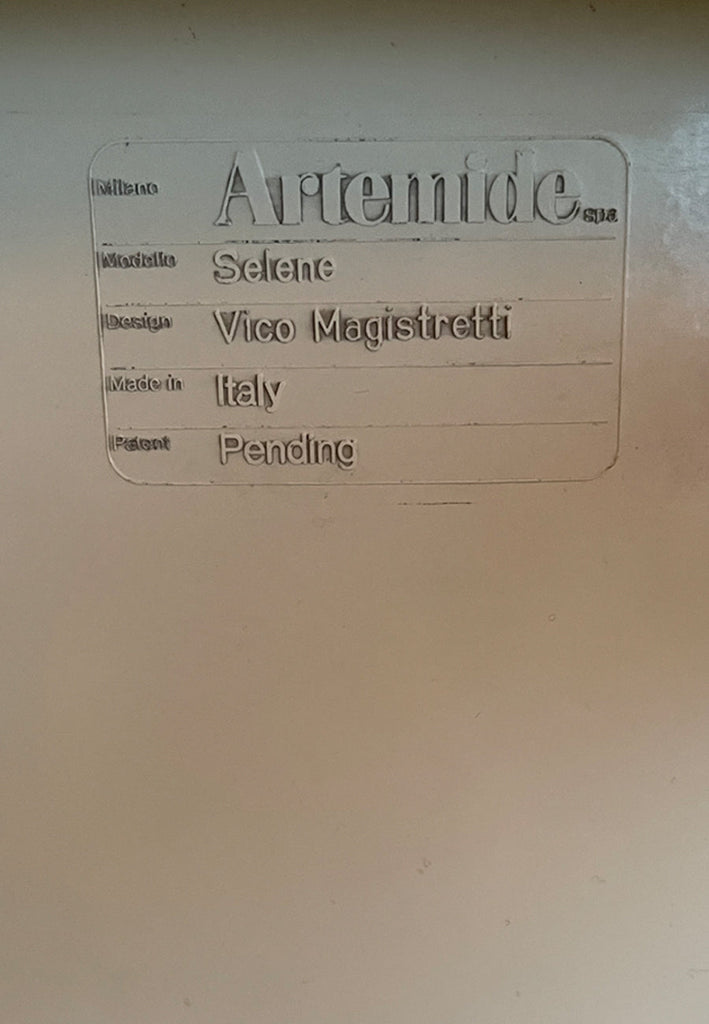 Milano Artemide spa
Modello Selene
Design Vico Magistretti
Made in Italy
Patent Pending